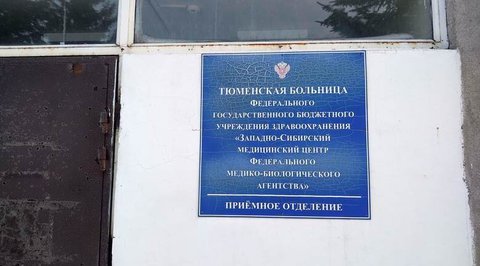 ТЮМЕНСКАЯ БОЛЬНИЦА
ФЕДЕРАЛЬНОГО
ГОСУДАРСТВЕННОГО БЮДЖЕТНОГО
УЧРЕЖДЕНИЯ ЗДРАВООХРАНЕНИЯ
«ЗАПАДНО-СИБИРСКИЙ
МЕДИЦИНСКИЙ ЦЕНТР
ФЕДЕРАЛЬНОГО
МЕДИКО-БИОЛОГИЧЕСКОГО
АГЕНТСТВА»
ПРИЁМНОЕ ОТДЕЛЕНИЕ